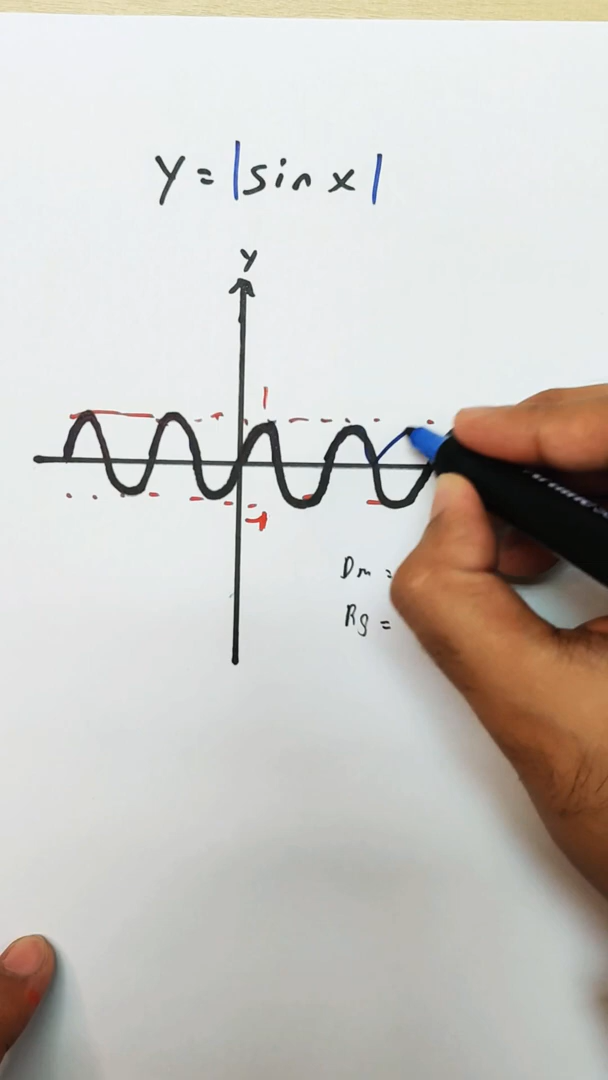 y = |sin x|
y
1
-1
Dm =
Rg =